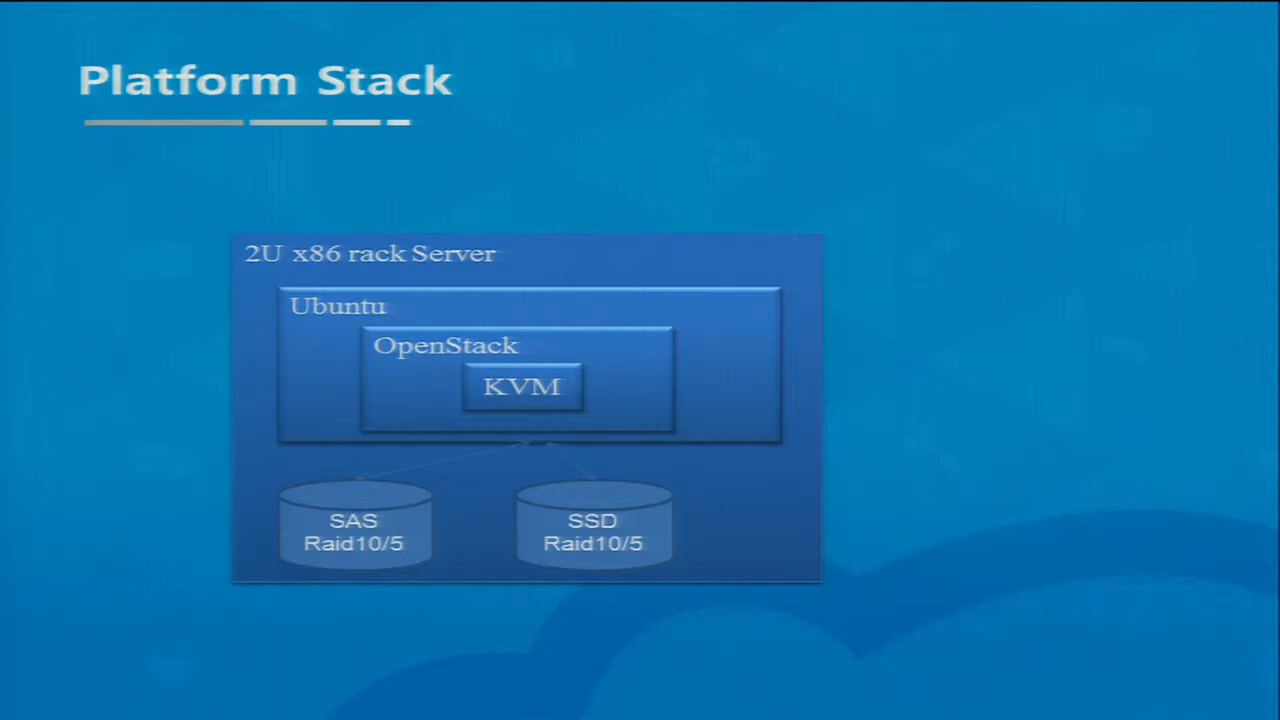 Platform Stack
2U x86 rack Server
Ubuntu
OpenStack
KVM
SAS
Raid10/5
SSD
Raid10/5